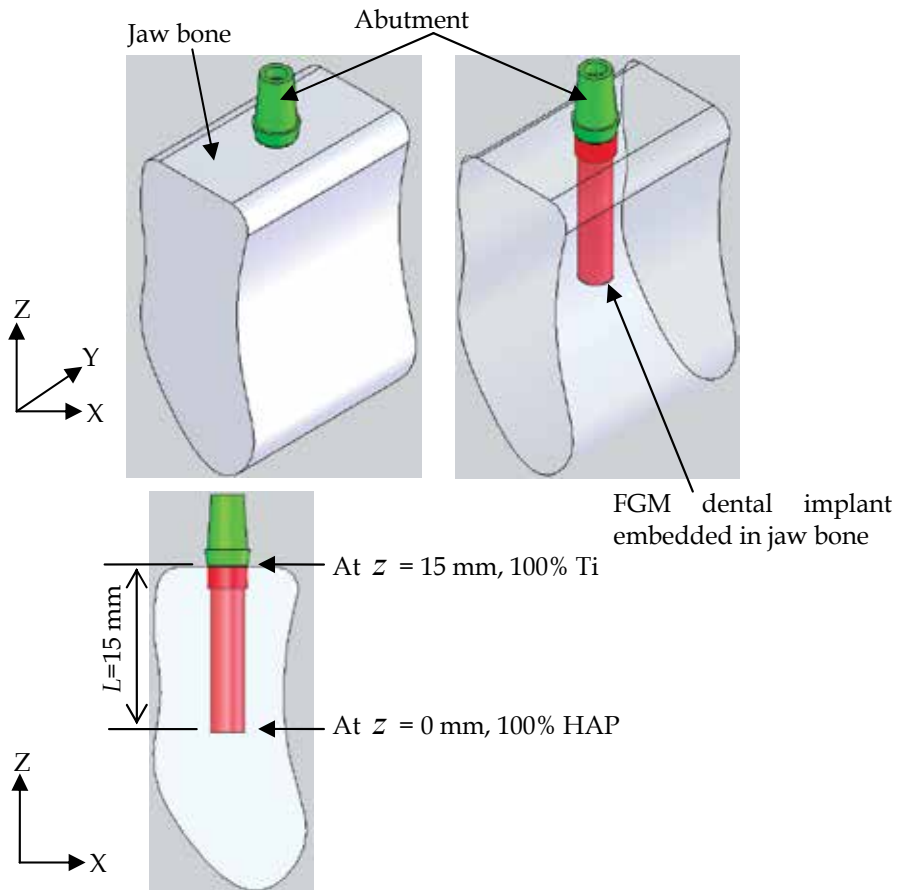 Abutment
Jaw bone
Z
Y
X
FGM dental implant
embedded in jaw bone
At z = 15 mm, 100% Ti
L=15 mm
At z = 0 mm, 100% HAP
Z
X